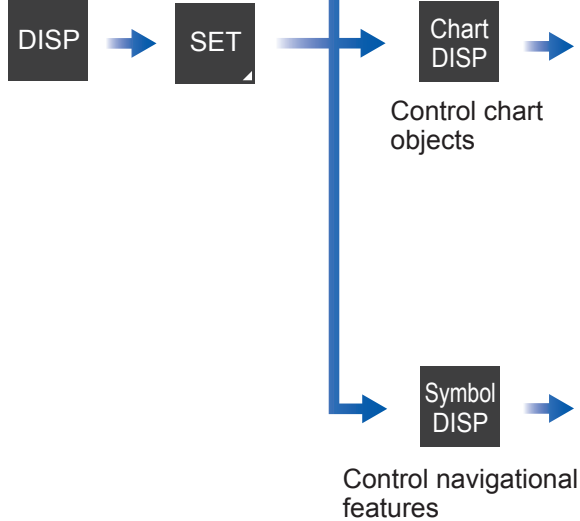 DISP
SET
Chart
DISP
Control chart
objects
Symbol
DISP
Control navigational
features